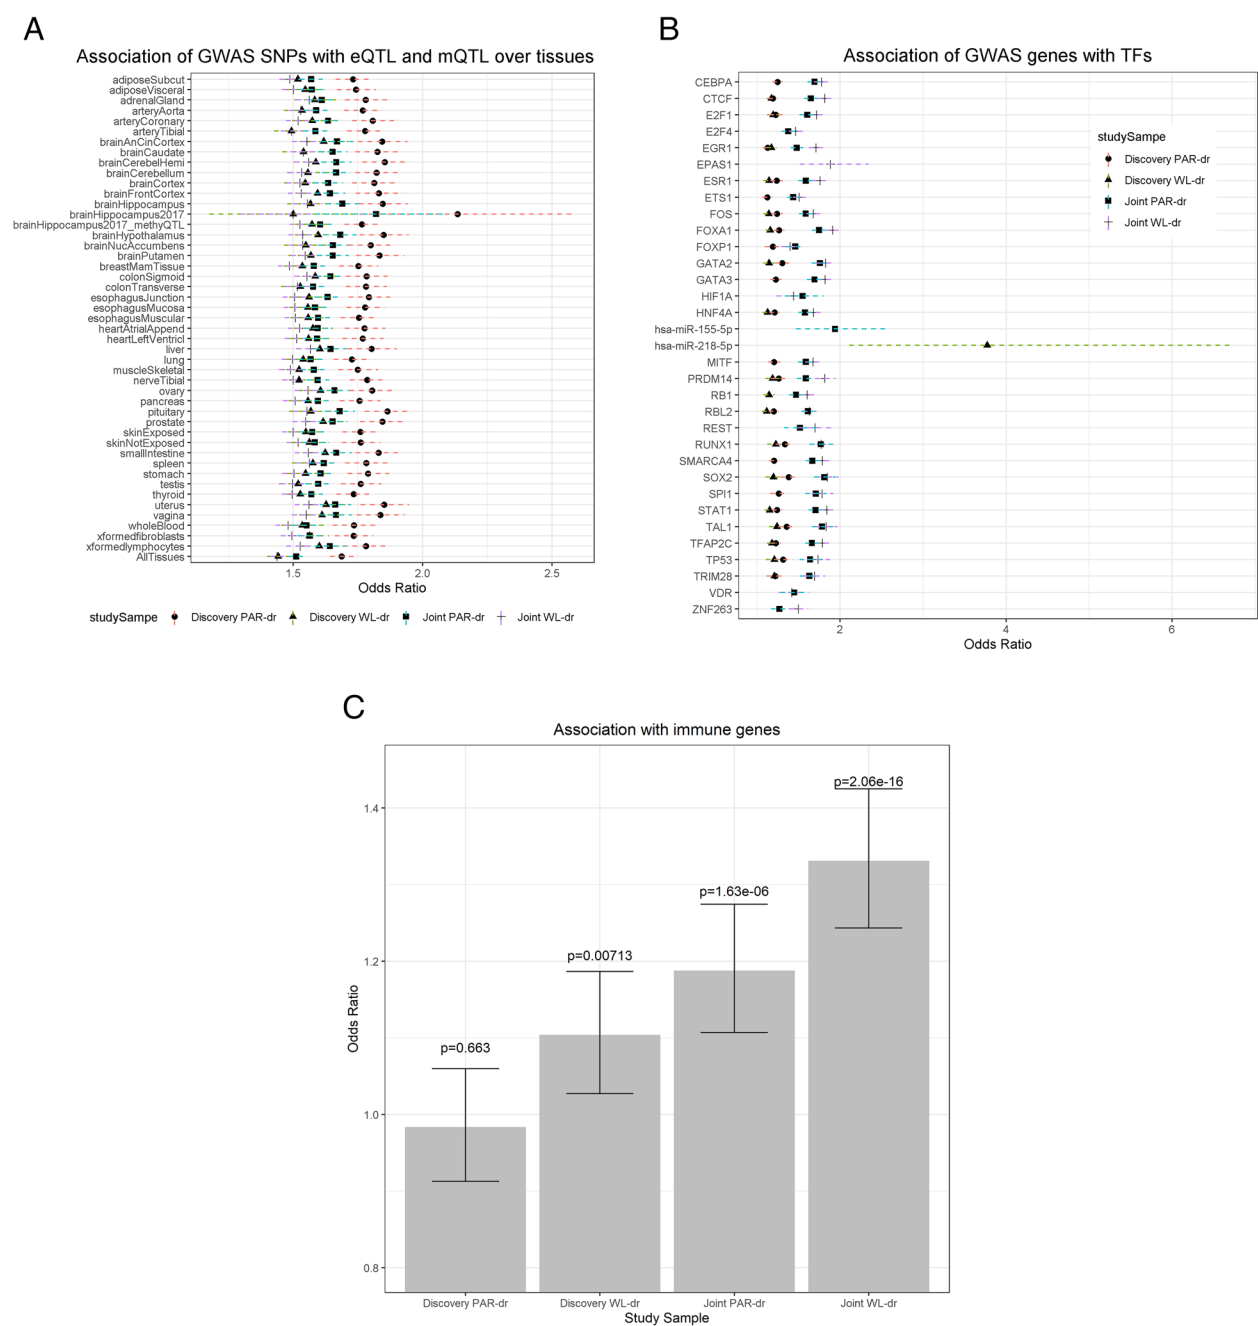 A
Association of GWAS SNPs with eQTL and mQTL over tissues
adiposeSubcut
adiposeVisceral
adrenalGland
arteryAorta
arteryCoronary
arteryTibial
brainAnCinCortex
brainCaudate
brainCerebelHemi
brainCerebellum
brainCortex
brainFrontCortex
brainHippocampus
brainHippocampus2017
brainHippocampus2017_methyQTL
brainHypothalamus
brainNucAccumbens
brainPutamen
breastMamTissue
colonSigmoid
colonTransverse
esophagusJunction
esophagusMucosa
esophagusMuscular
heartAtrialAppend
heartLeftVentricl
liver
lung
muscleSkeletal
nerveTibial
ovary
pancreas
pituitary
prostate
skinExposed
skinNotExposed
smallIntestine
spleen
stomach
testis
thyroid
uterus
vagina
wholeBlood
xformedfibroblasts
xformedlymphocytes
AllTissues
1.5 2.0 2.5
Odds Ratio
studySampe Discovery PAR-dr Discovery WL-dr Joint PAR-dr Joint WL-dr
B
Association of GWAS genes with TFs
CEBPA
CTCF
E2F1
E2F4
EGR1
EPAS1
ESR1
ETS1
FOS
FOXA1
FOXP1
GATA2
GATA3
HIF1A
HNF4A
hsa-miR-155-5p
hsa-miR-218-5p
MITF
PRDM14
RB1
RBL2
REST
RUNX1
SMARCA4
SOX2
SPI1
STAT1
TAL1
TFAP2C
TP53
TRIM28
VDR
ZNF263
studySampe
Discovery PAR-dr
Discovery WL-dr
Joint PAR-dr
Joint WL-dr
2 4 6
Odds Ratio
C
Association with immune genes
Odds Ratio
1.4
1.2
1.0
0.8
p=0.663
p=0.00713
p=1.63e-06
p=2.06e-16
Discovery PAR-dr Discovery WL-dr Joint PAR-dr Joint WL-dr
Study Sample